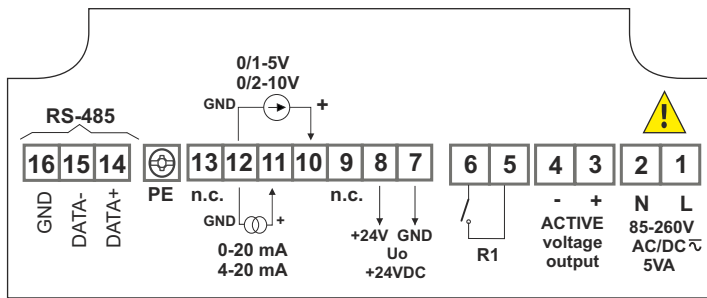 0/1-5V
0/2-10V
GND +
RS-485
16 15 14 13 12 11 10 9 8 7 6 5 4 3 2 1
PE n.c. n.c. - + N L
GND DATA- DATA+
GND +
0-20 mA
4-20 mA
+24V GND
Uo
+24VDC
R1
ACTIVE
voltage
output
85-260V
AC/DC
5VA
!